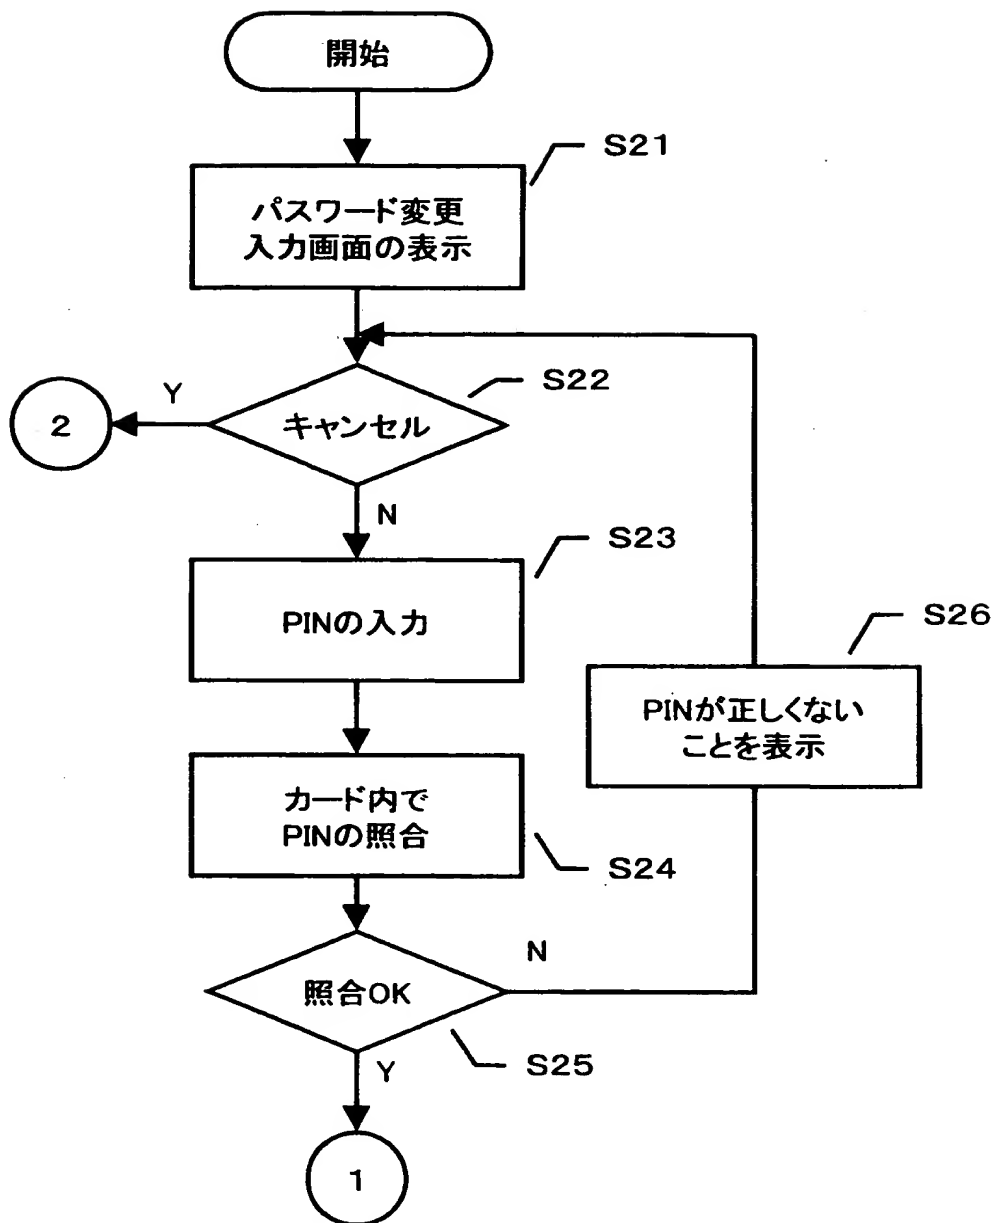 開始
S21
パスワード変更
入力画面の表示
S22
Y
2
キャンセル
N
S23
PINの入力
S26
PINが正しくない
ことを表示
カード内で
PINの照合
S24
N
照合OK
S25
Y
1